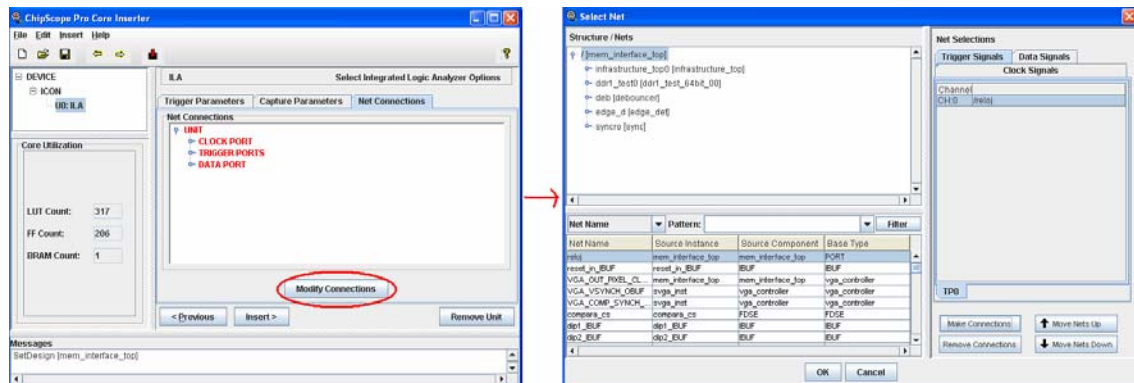 ChipScope Pro Core Inserter
File Edit Insert Help
DEVICE
ICON
U0: ILA
Core Utilization
LUT Count: 317
FF Count: 206
BRAM Count: 1
ILA Select Integrated Logic Analyzer Options
Trigger Parameters Capture Parameters Net Connections
Net Connections
UNIT
CLOCK PORT
TRIGGER PORTS
DATA PORT
Modify Connections
< Previous Insert > Remove Unit
Messages
SetDesign [mem_interface_top]
Select Net
Structure / Nets
/ [mem_interface_top]
infrastructure_top0 [infrastructure_top]
ddr1_test0 [ddr1_test_64bit_00]
deb [debouncer]
edge_d [edge_det]
syncro [sync]
Net Name Pattern: Filter
Net Name Source Instance Source Component Base Type
reloj mem_interface_top mem_interface_top PORT
reset_in_IBUF reset_in_IBUF IBUF IBUF
VGA_OUT_PIXEL_CL... mem_interface_top mem_interface_top vga_controller
VGA_VSYNCH_OBUF svga_inst vga_controller vga_controller
VGA_COMP_SYNCH_... svga_inst vga_controller vga_controller
compara_cs compara_cs FDSE FDSE
dip1_IBUF dip1_IBUF IBUF IBUF
dip2_IBUF dip2_IBUF IBUF IBUF
OK Cancel
Net Selections
Trigger Signals Data Signals
Clock Signals
Channel
CH:0 /reloj
TP0
Make Connections Move Nets Up
Remove Connections Move Nets Down